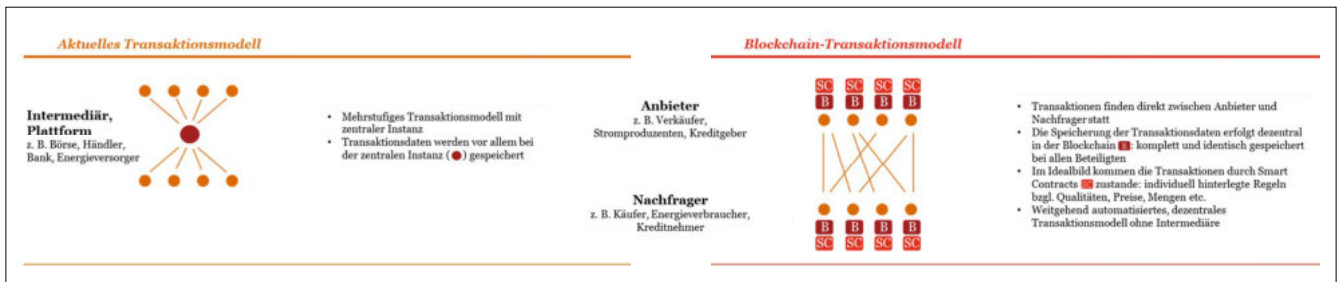 Aktuelles Transaktionsmodell
Intermediär,
Plattform
z. B. Börse, Händler,
Bank, Energieversorger
• Mehrstufiges Transaktionsmodell mit
zentraler Instanz
• Transaktionsdaten werden vor allem bei
der zentralen Instanz ( ) gespeichert
Blockchain-Transaktionsmodell
Anbieter
z. B. Verkäufer,
Stromproduzenten, Kreditgeber
Nachfrager
z. B. Käufer, Energieverbraucher,
Kreditnehmer
SC SC SC SC
B B B B
B B B B
SC SC SC SC
• Transaktionen finden direkt zwischen Anbieter und
Nachfrager statt
• Die Speicherung der Transaktionsdaten erfolgt dezentral
in der Blockchain B: komplett und identisch gespeichert
bei allen Beteiligten
• Im Idealbild kommen die Transaktionen durch Smart
Contracts SC zustande: individuell hinterlegte Regeln
bzgl. Qualitäten, Preise, Mengen etc.
• Weitgehend automatisiertes, dezentrales
Transaktionsmodell ohne Intermediäre